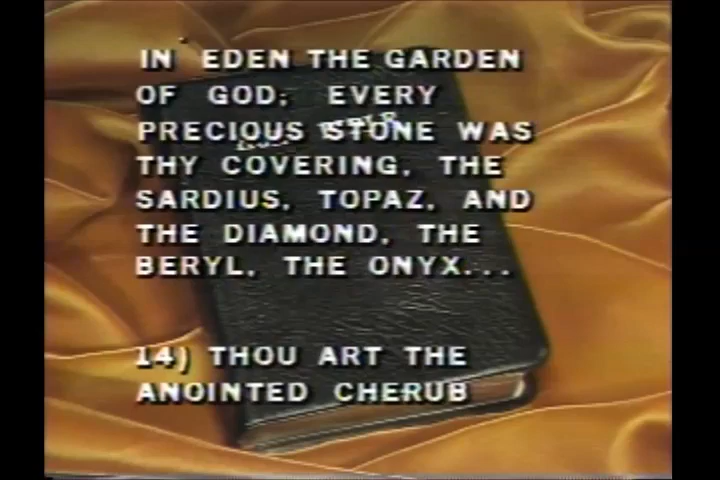 IN EDEN THE GARDEN
OF GOD; EVERY
PRECIOUS STONE WAS
THY COVERING, THE
SARDIUS, TOPAZ, AND
THE DIAMOND, THE
BERYL, THE ONYX...
14) THOU ART THE
ANOINTED CHERUB